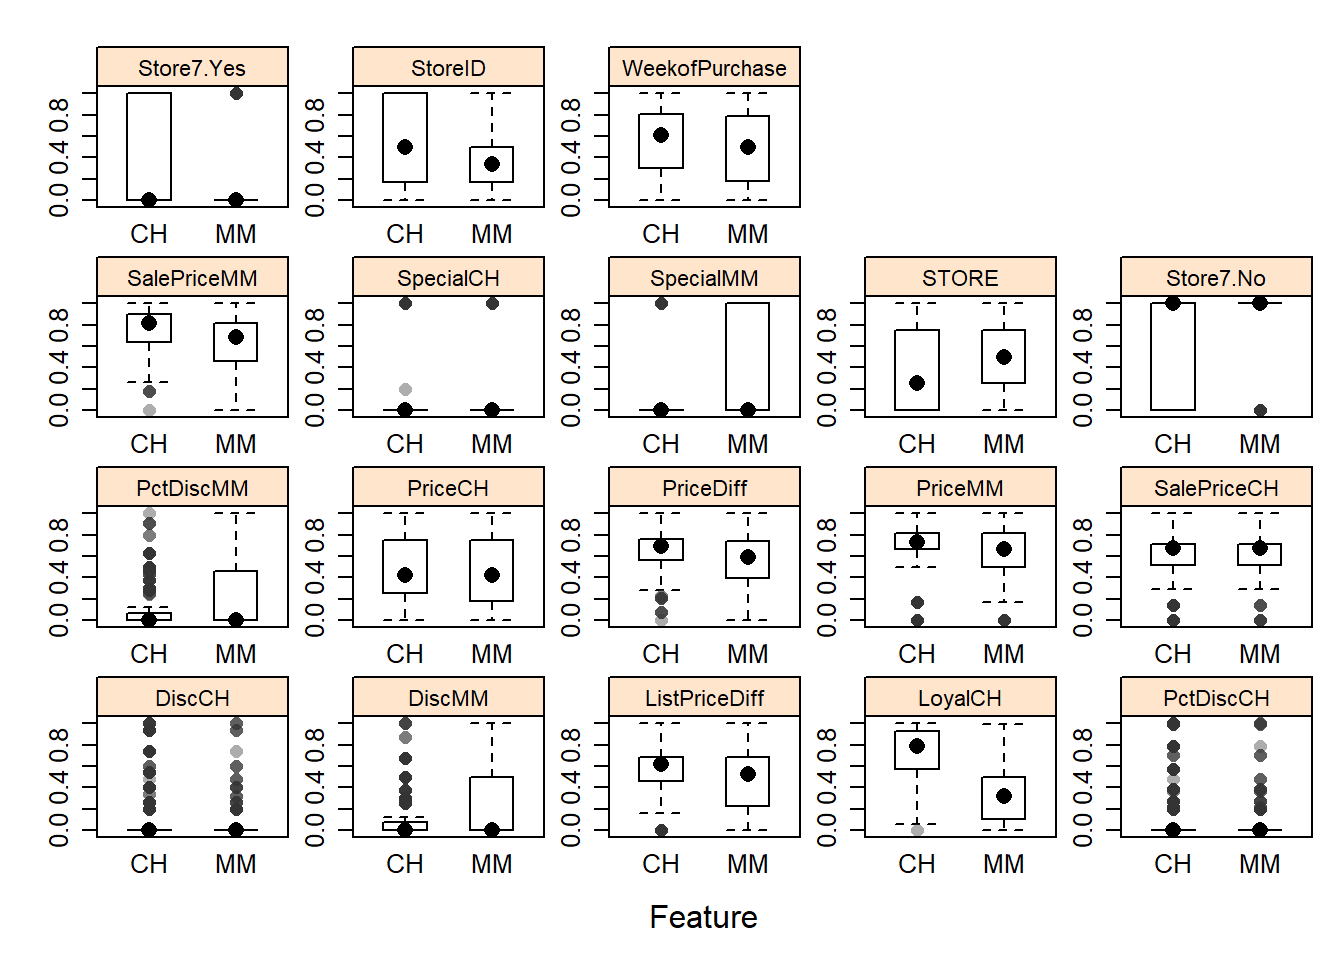 Store7.Yes StoreID WeekofPurchase
0.0 0.4 0.8 0.0 0.4 0.8 0.0 0.4 0.8
CH MM CH MM CH MM
SalePriceMM SpecialCH SpecialMM STORE Store7.No
0.0 0.4 0.8 0.0 0.4 0.8 0.0 0.4 0.8 0.0 0.4 0.8 0.0 0.4 0.8
CH MM CH MM CH MM CH MM CH MM
PctDiscMM PriceCH PriceDiff PriceMM SalePriceCH
0.0 0.4 0.8 0.0 0.4 0.8 0.0 0.4 0.8 0.0 0.4 0.8 0.0 0.4 0.8
CH MM CH MM CH MM CH MM CH MM
DiscCH DiscMM ListPriceDiff LoyalCH PctDiscCH
0.0 0.4 0.8 0.0 0.4 0.8 0.0 0.4 0.8 0.0 0.4 0.8 0.0 0.4 0.8
CH MM CH MM CH MM CH MM CH MM
Feature